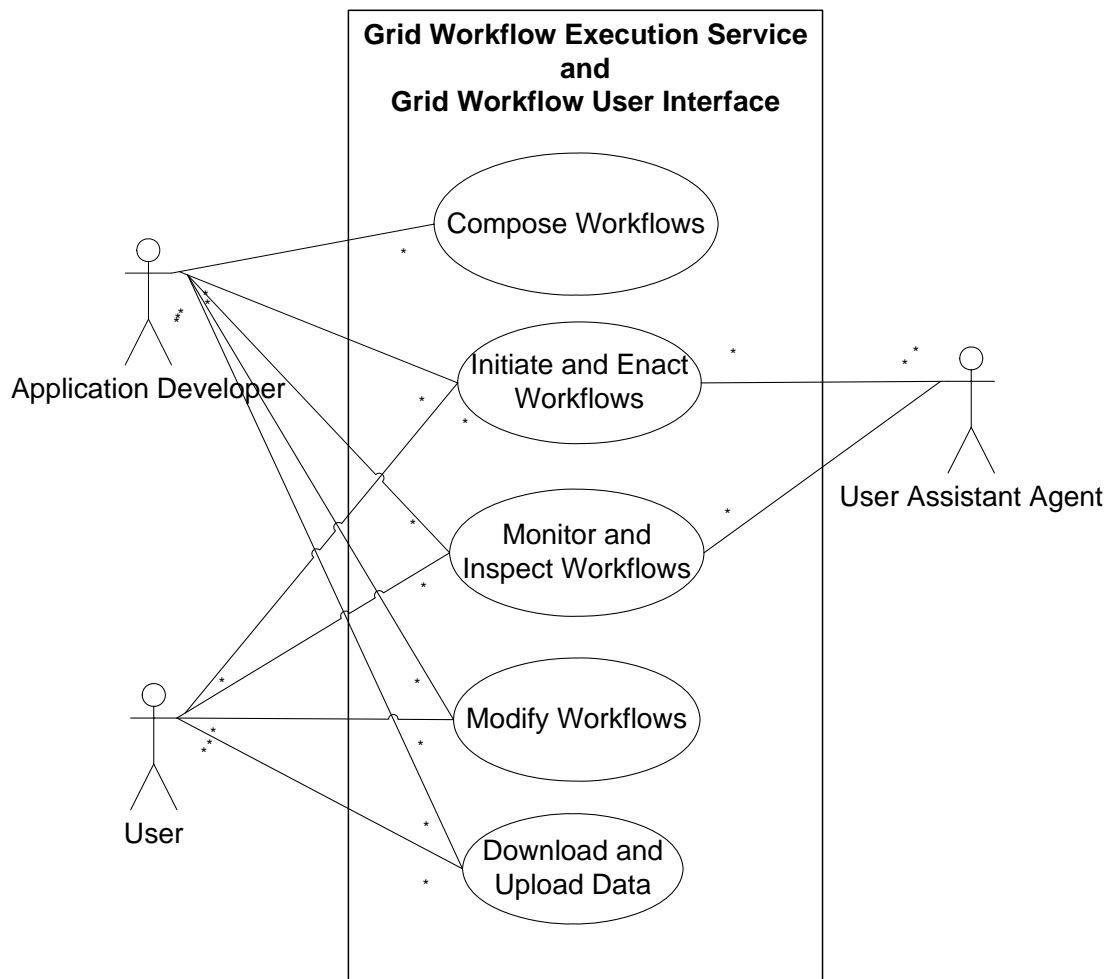 Grid Workflow Execution Service
and
Grid Workflow User Interface
Compose Workflows
*
*
*
*
*
*
Application Developer
Initiate and Enact
Workflows
*
*
*
*
*
User Assistant Agent
Monitor and
Inspect Workflows
*
*
*
Modify Workflows
*
*
*
*
*
*
User
Download and
Upload Data
*
*